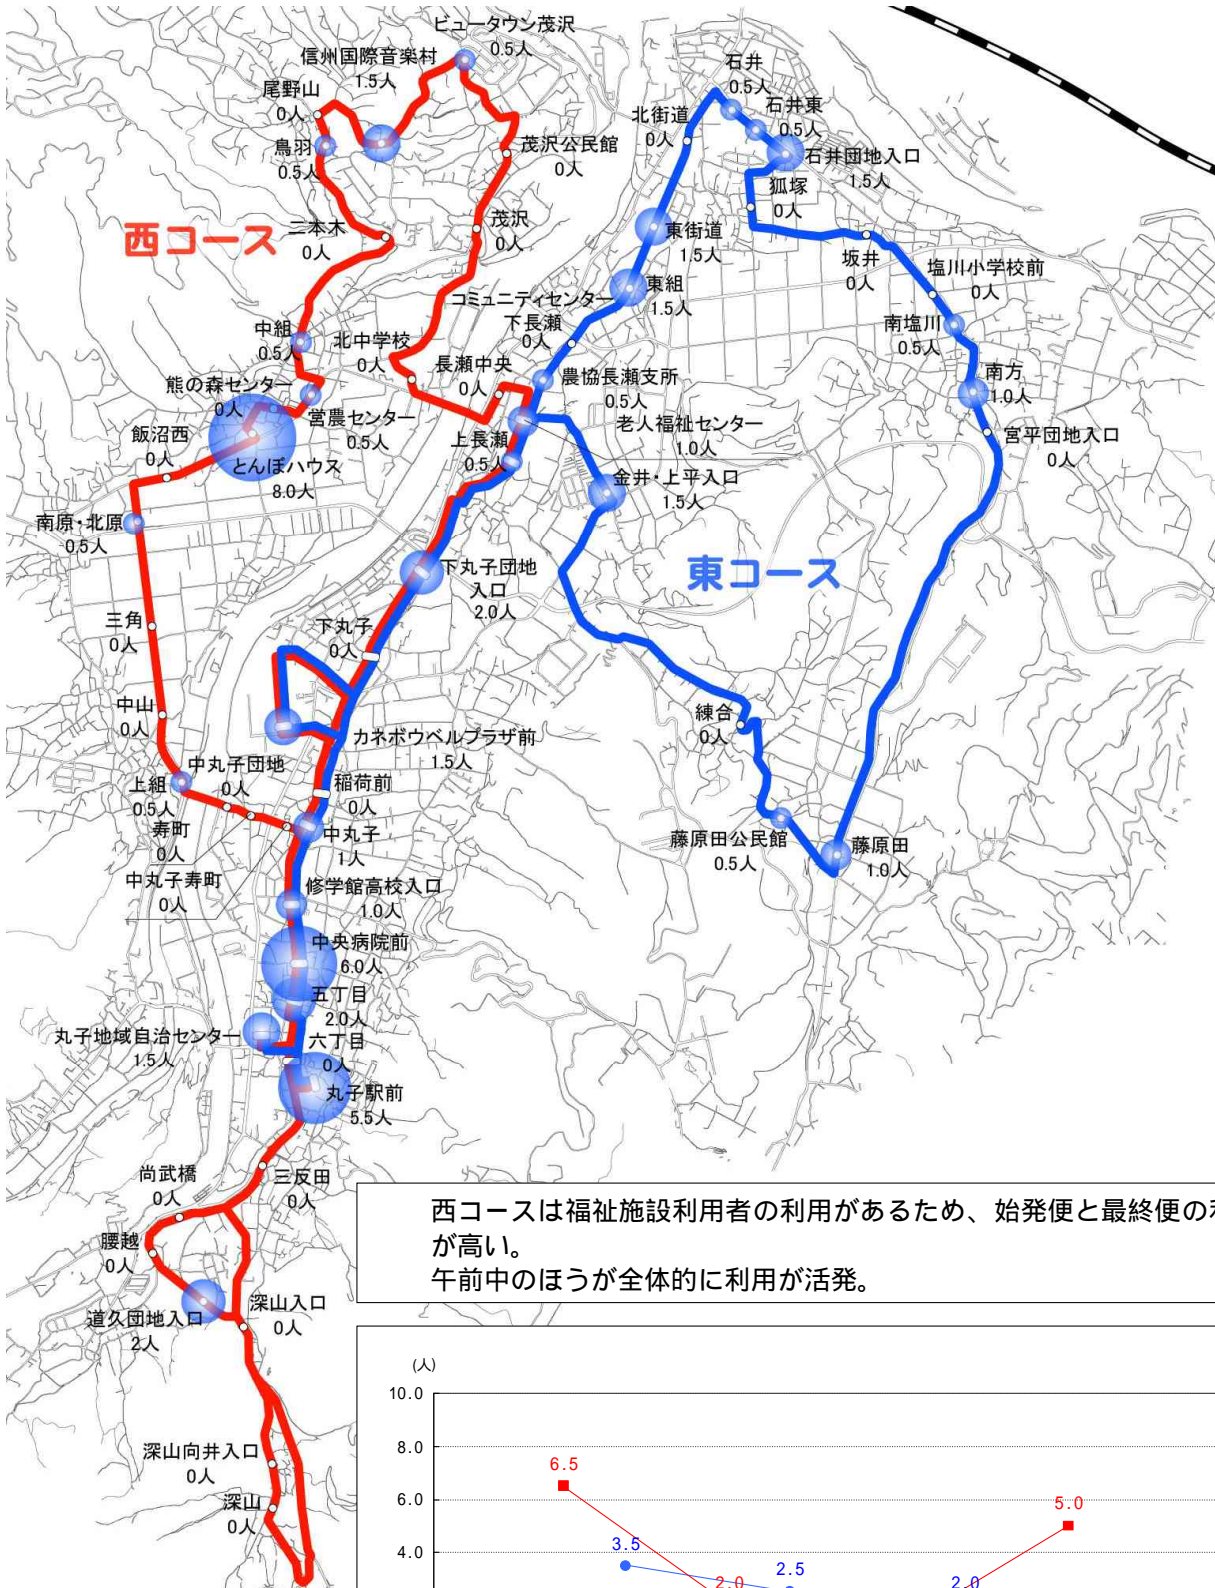 ビュータウン茂沢
0.5人
信州国際音楽村
1.5人
尾野山
0人
鳥羽
0.5人
茂沢公民館
0人
西コース
二本木
0人
茂沢
0人
中組
0.5人
北中学校
0人
長瀬中央
0人
熊の森センター
0人
営農センター
0.5人
飯沼西
0人
とんぼハウス
8.0人
南原・北原
0.5人
三角
0人
中山
0人
上組
0.5人
中丸子団地
0人
寿町
0人
中丸子寿町
0人
石井
0.5人
石井東
0.5人
北街道
0人
石井団地入口
1.5人
狐塚
0人
東街道
1.5人
坂井
0人
塩川小学校前
0人
東組
1.5人
南塩川
0.5人
コミュニティセンター
下長瀬
0人
南方
1.0人
農協長瀬支所
0.5人
老人福祉センター
1.0人
宮平団地入口
0人
上長瀬
0.5人
金井・上平入口
1.5人
東コース
下丸子団地
入口
2.0人
下丸子
0人
練合
0人
カネボウベルプラザ前
1.5人
稲荷前
0人
藤原田公民館
0.5人
藤原田
1.0人
中丸子
1人
修学館高校入口
1.0人
中央病院前
6.0人
五丁目
2.0人
丸子地域自治センター
1.5人
六丁目
0人
丸子駅前
5.5人
尚武橋
0人
三反田
0人
腰越
0人
道久団地入口
2人
深山入口
0人
深山向井入口
0人
深山
0人
西コースは福祉施設利用者の利用があるため、始発便と最終便の利
が高い。
午前中のほうが全体的に利用が活発。
(人)
10.0
8.0
6.0
4.0
6.5
5.0
3.5
2.5
2.0
2.0